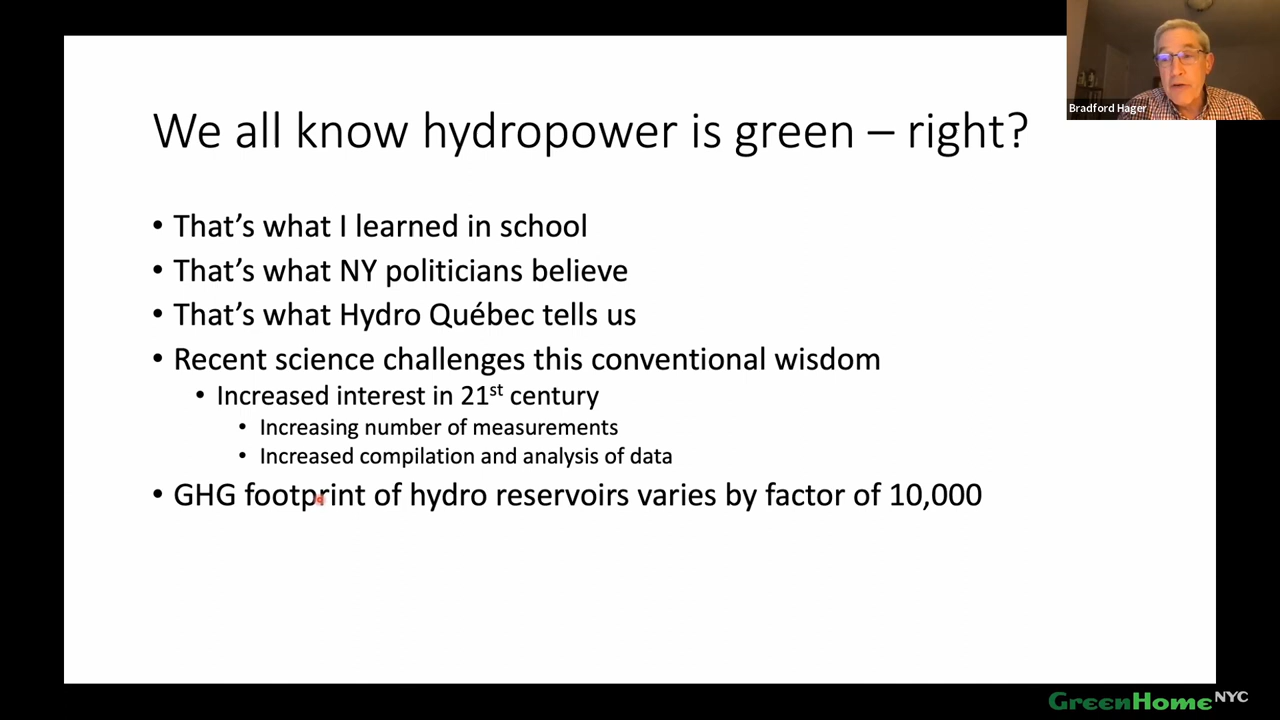 Bradford Hager
We all know hydropower is green – right?
• That’s what I learned in school
• That’s what NY politicians believe
• That’s what Hydro Québec tells us
• Recent science challenges this conventional wisdom
• Increased interest in 21st century
• Increasing number of measurements
• Increased compilation and analysis of data
• GHG footprint of hydro reservoirs varies by factor of 10,000
GreenHomeNYC